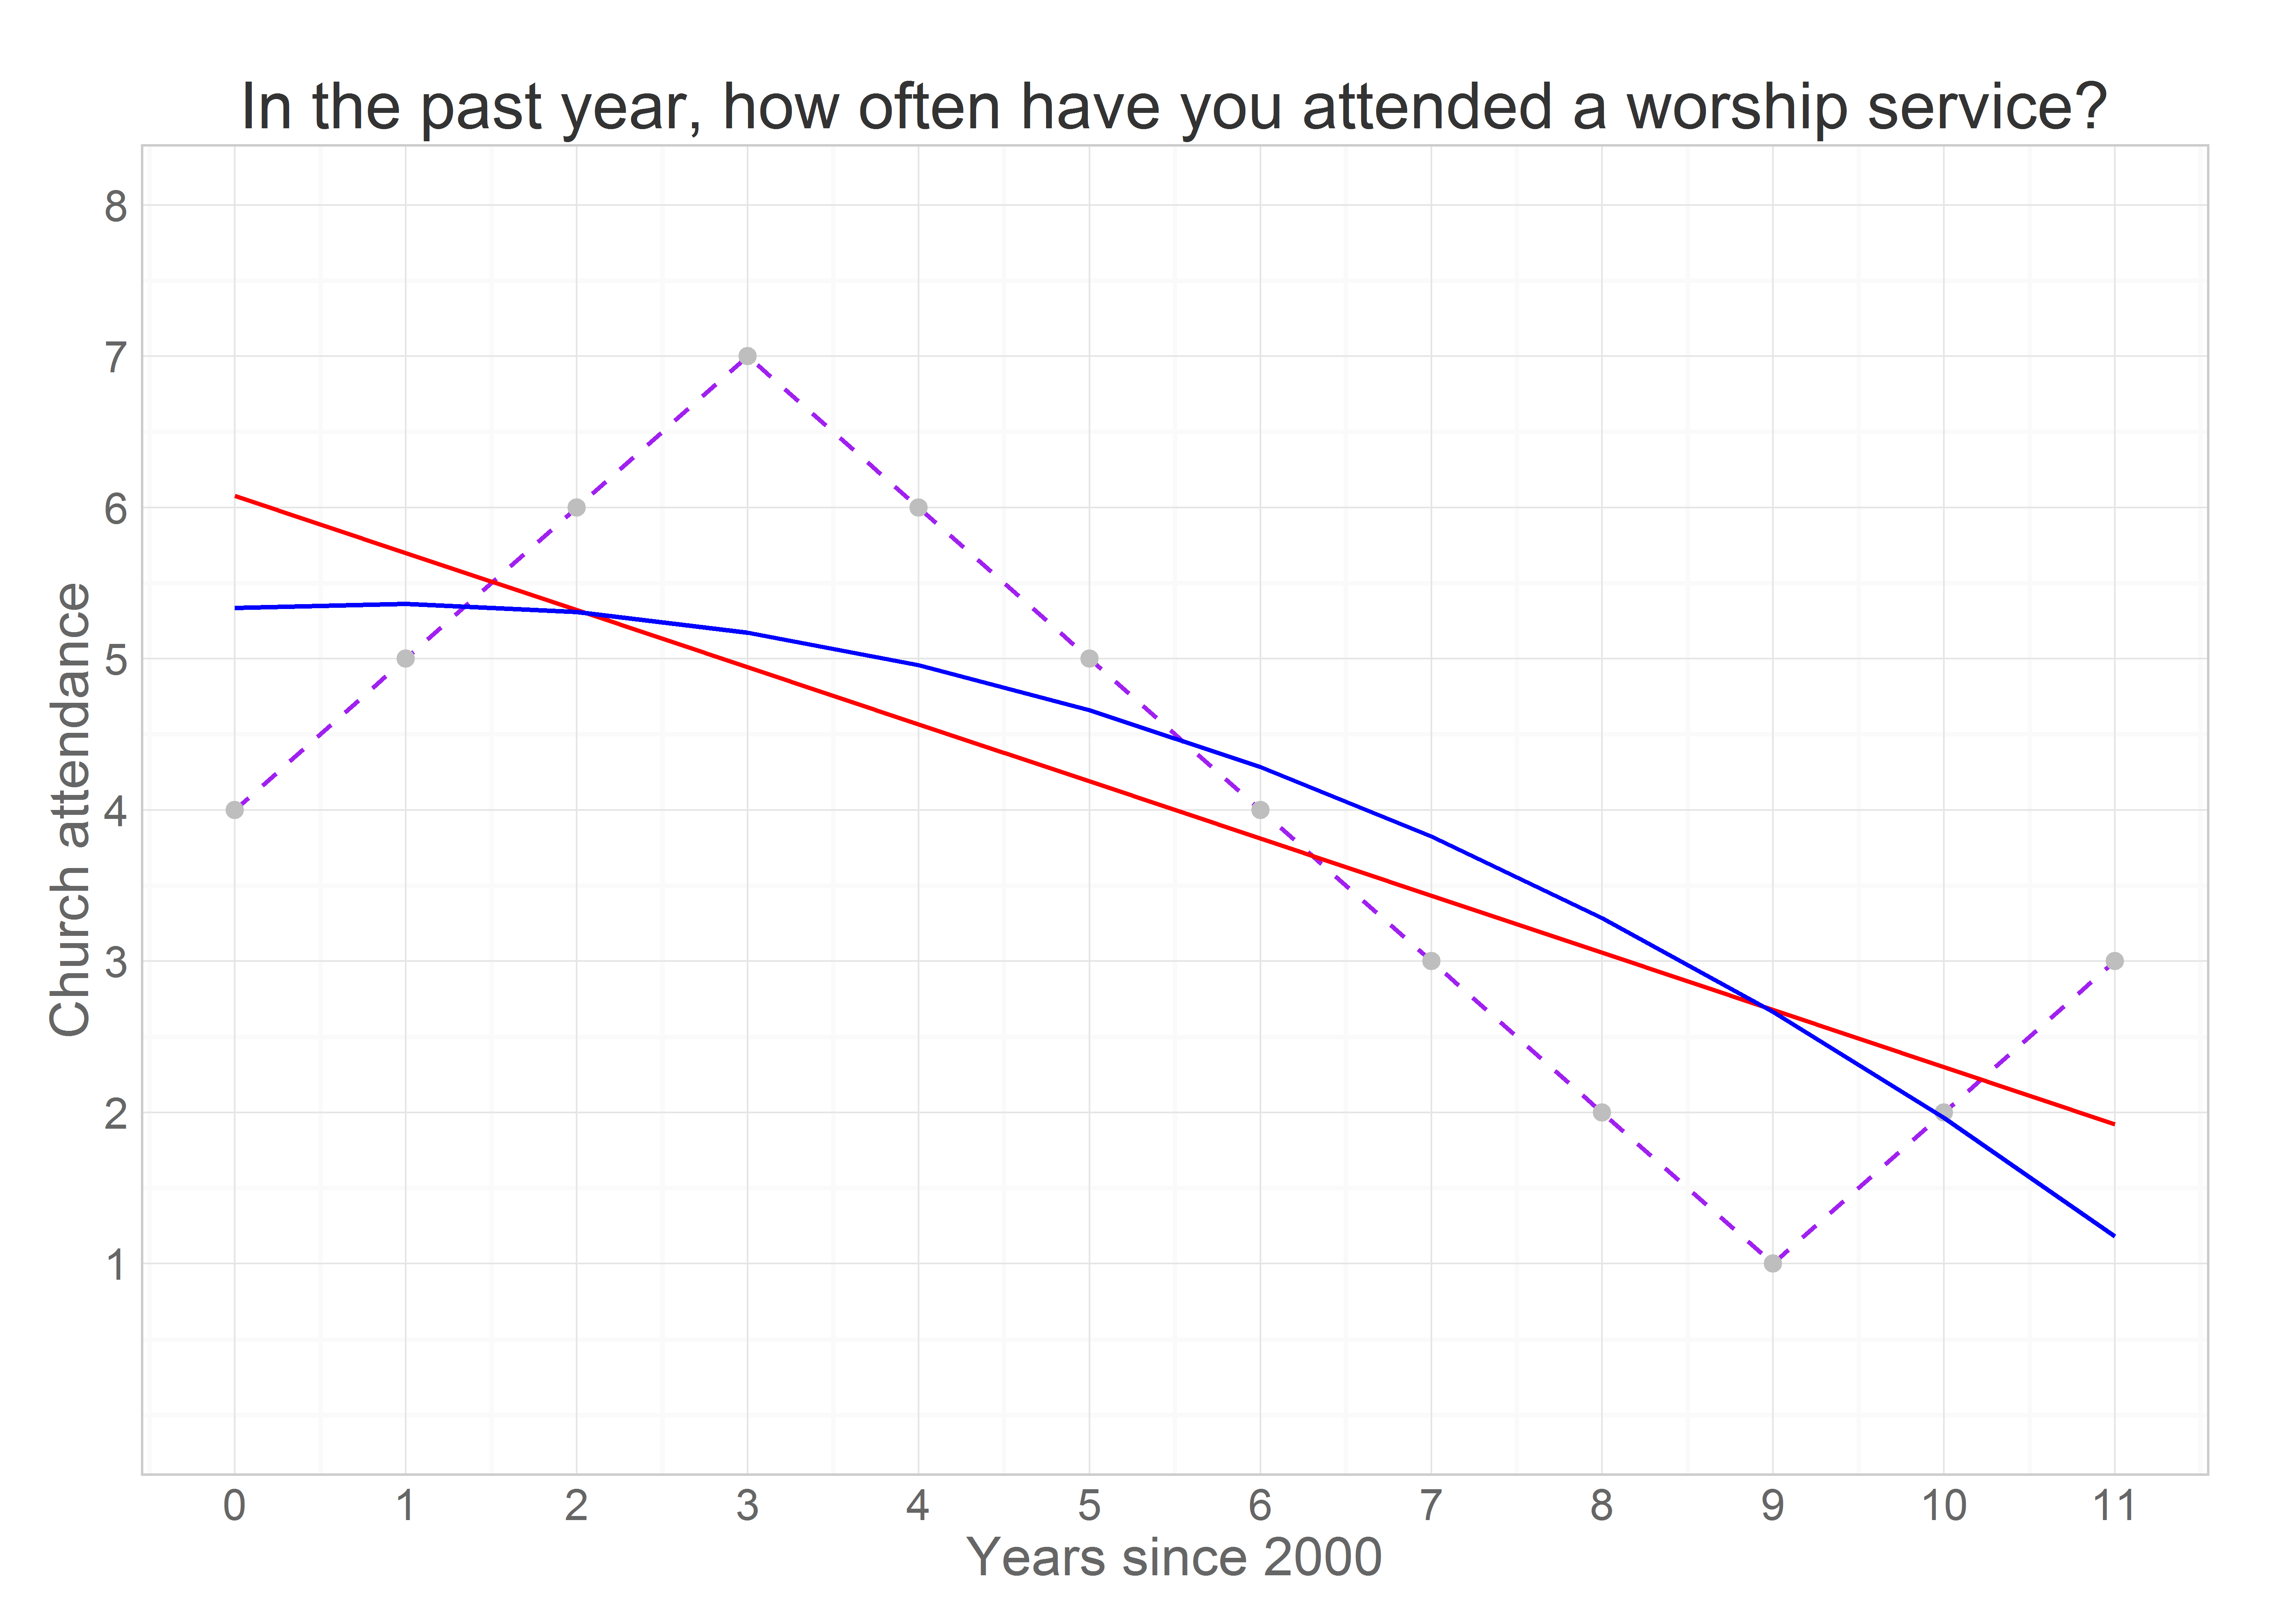 In the past year, how often have you attended a worship service?
Church attendance
8
7
6
5
4
3
2
1
0 1 2 3 4 5 6 7 8 9 10 11
Years since 2000